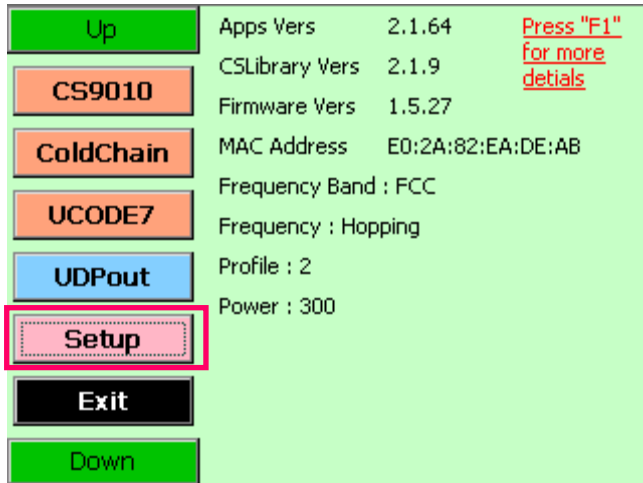 Up
CS9010
ColdChain
UCODE7
UDPout
Setup
Exit
Down
Apps Vers 2.1.64
CSLibrary Vers 2.1.9
Firmware Vers 1.5.27
MAC Address E0:2A:82:EA:DE:AB
Frequency Band : FCC
Frequency : Hopping
Profile : 2
Power : 300
Press "F1"
for more
detials